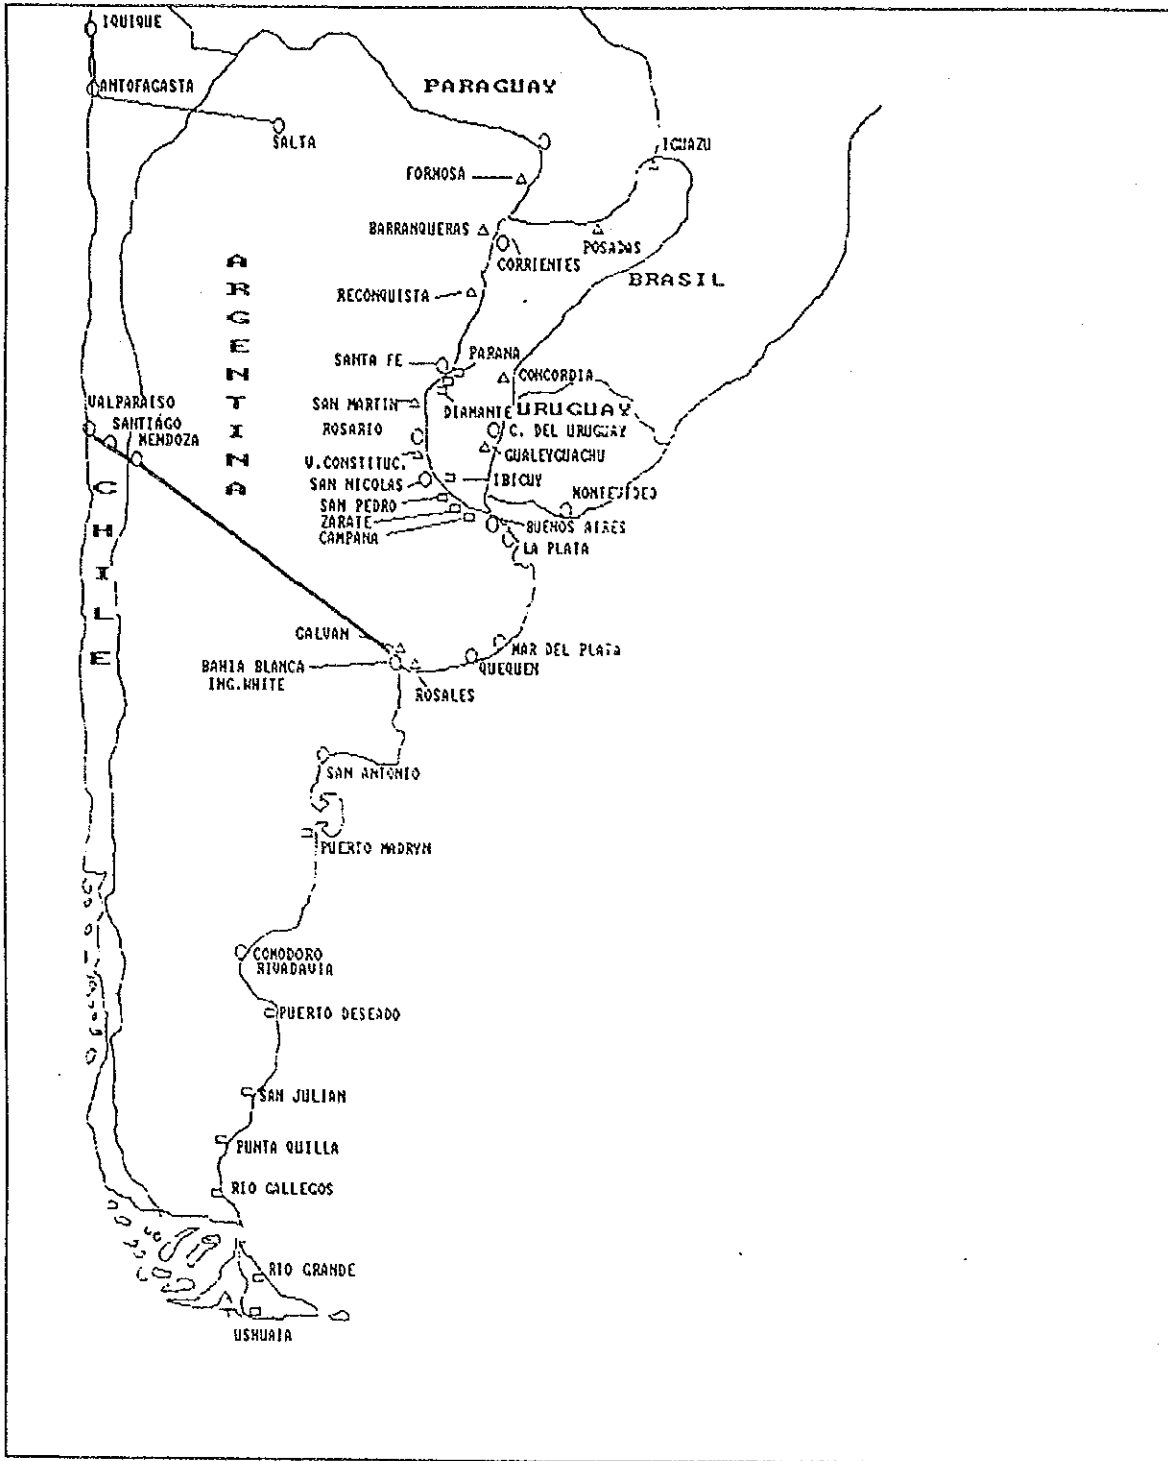 IQUIQUE
ANTOFAGASTA
PARAGUAY
SALTA
IGUAZU
FORMOSA
BARRANQUERAS
POSADAS
CORRIENTES
ARGENTINA
BRASIL
RECONQUISTA
SANTA FE
PARANA
CONCORDIA
VALPARAISO
SAN MARTIN
DIAMANTE
URUGUAY
SANTIAGO
ROSARIO
C. DEL URUGUAY
MENDOZA
GUALEYGUACHU
V.CONSTITUC.
IBICUY
SAN NICOLAS
CHILE
MONTEVIDEO
SAN PEDRO
ZARATE
BUENOS AIRES
CAMPANA
LA PLATA
GALVAN
MAR DEL PLATA
BAHIA BLANCA
QUEQUEN
ING.WHITE
ROSALES
SAN ANTONIO
PUERTO MADRYN
COMODORO
RIVADAVIA
PUERTO DESEADO
SAN JULIAN
PUNTA QUILLA
RIO GALLEGOS
RIO GRANDE
USHUAIA